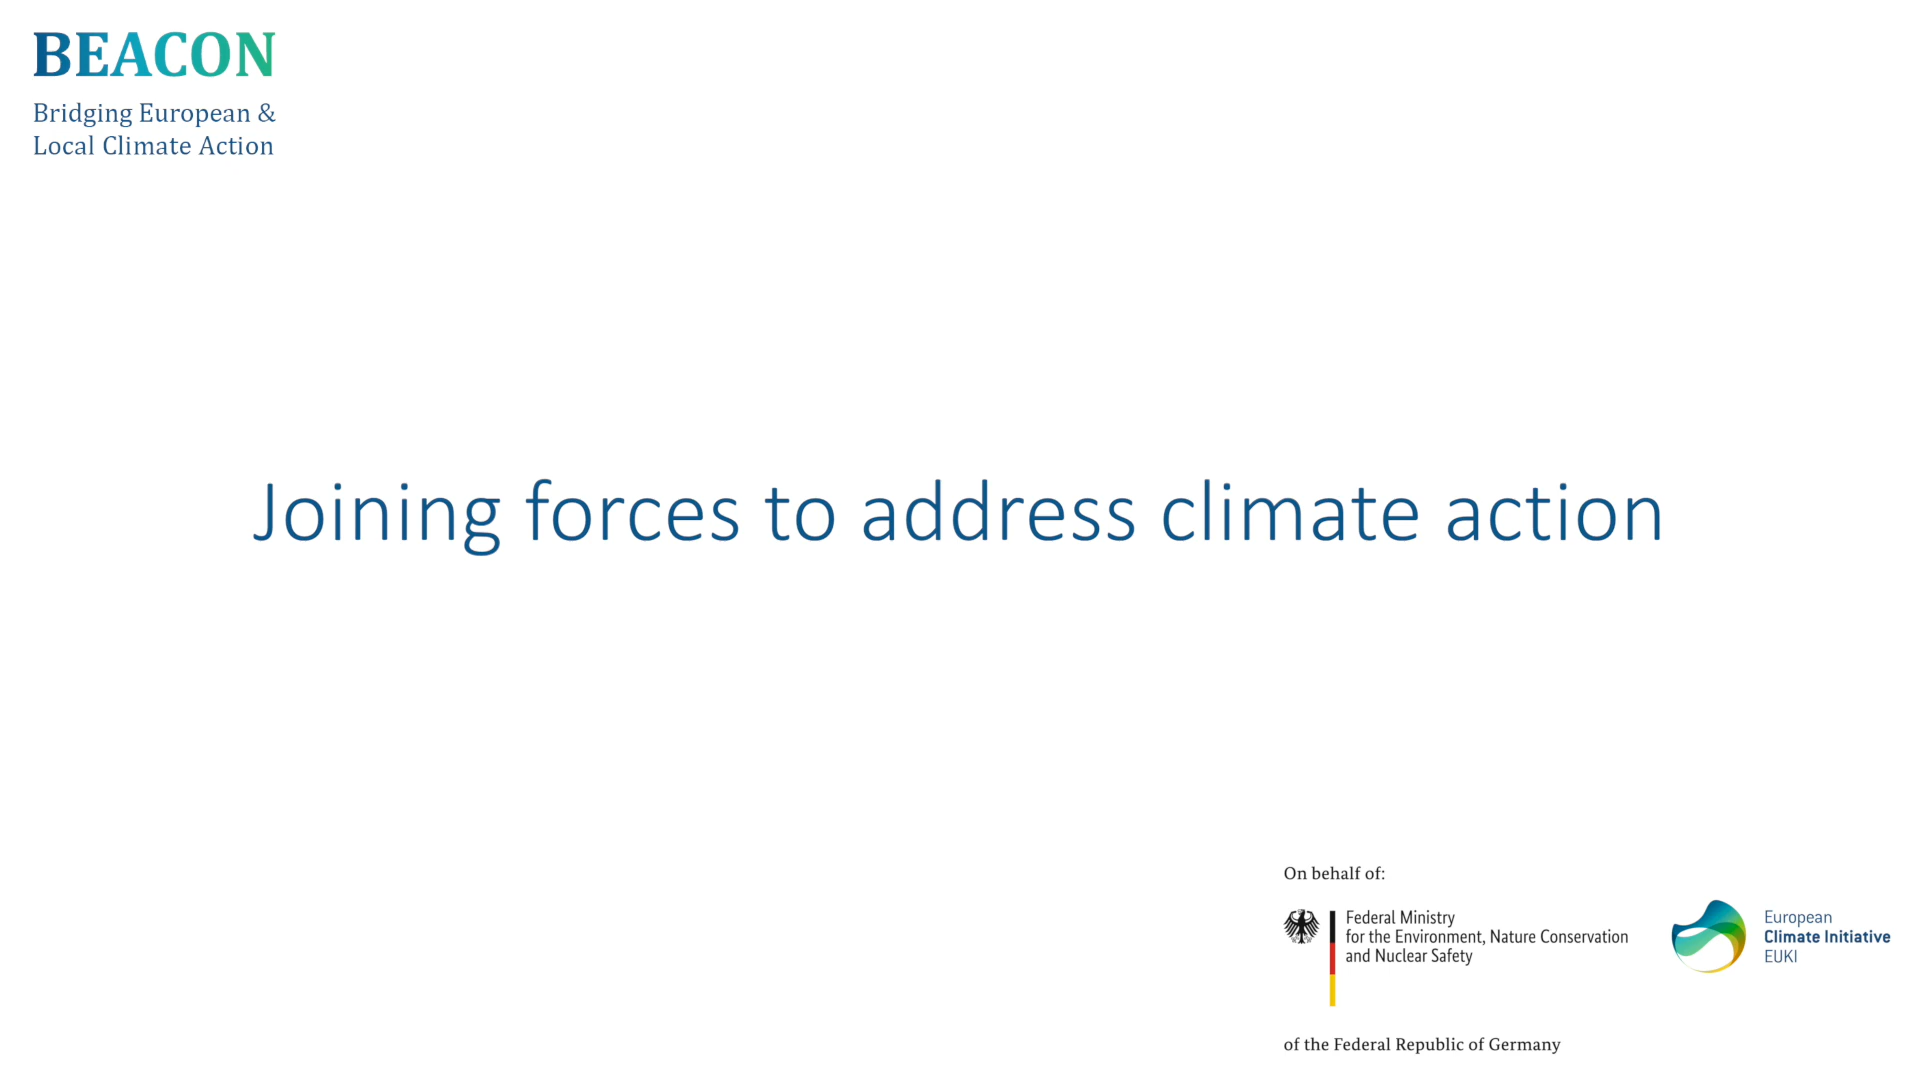 BEACON
Bridging European &
Local Climate Action
Joining forces to address climate action
On behalf of:
Federal Ministry
for the Environment, Nature Conservation
and Nuclear Safety
of the Federal Republic of Germany
European
Climate Initiative
EUKI